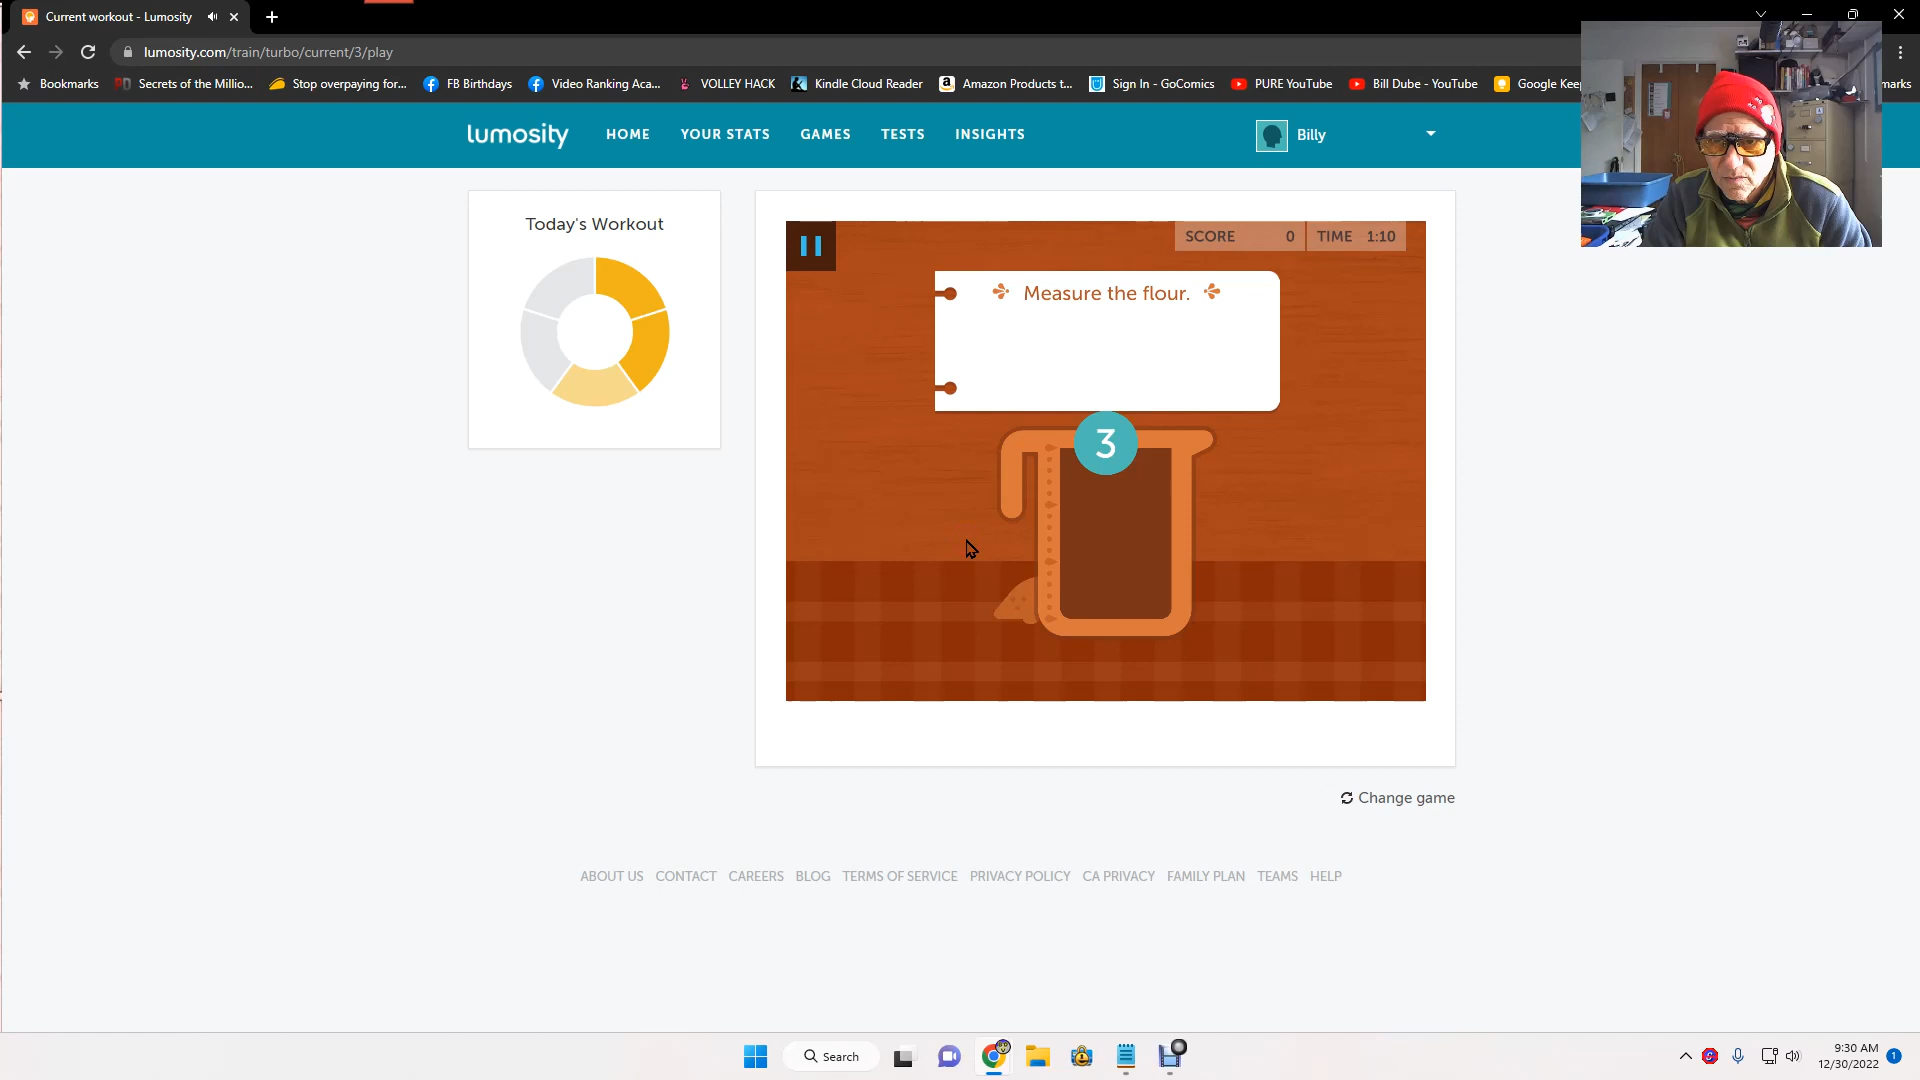 Current workout - Lumosity
lumosity.com/train/turbo/current/3/play
Bookmarks Secrets of the Millio... Stop overpaying for... FB Birthdays Video Ranking Aca... VOLLEY HACK Kindle Cloud Reader Amazon Products t... Sign In - GoComics PURE YouTube Bill Dube - YouTube Google Kee marks
lumosity HOME YOUR STATS GAMES TESTS INSIGHTS Billy
Today's Workout
SCORE 0 TIME 1:10
Measure the flour.
3
Change game
ABOUT US CONTACT CAREERS BLOG TERMS OF SERVICE PRIVACY POLICY CA PRIVACY FAMILY PLAN TEAMS HELP
Search
9:30 AM
12/30/2022
1